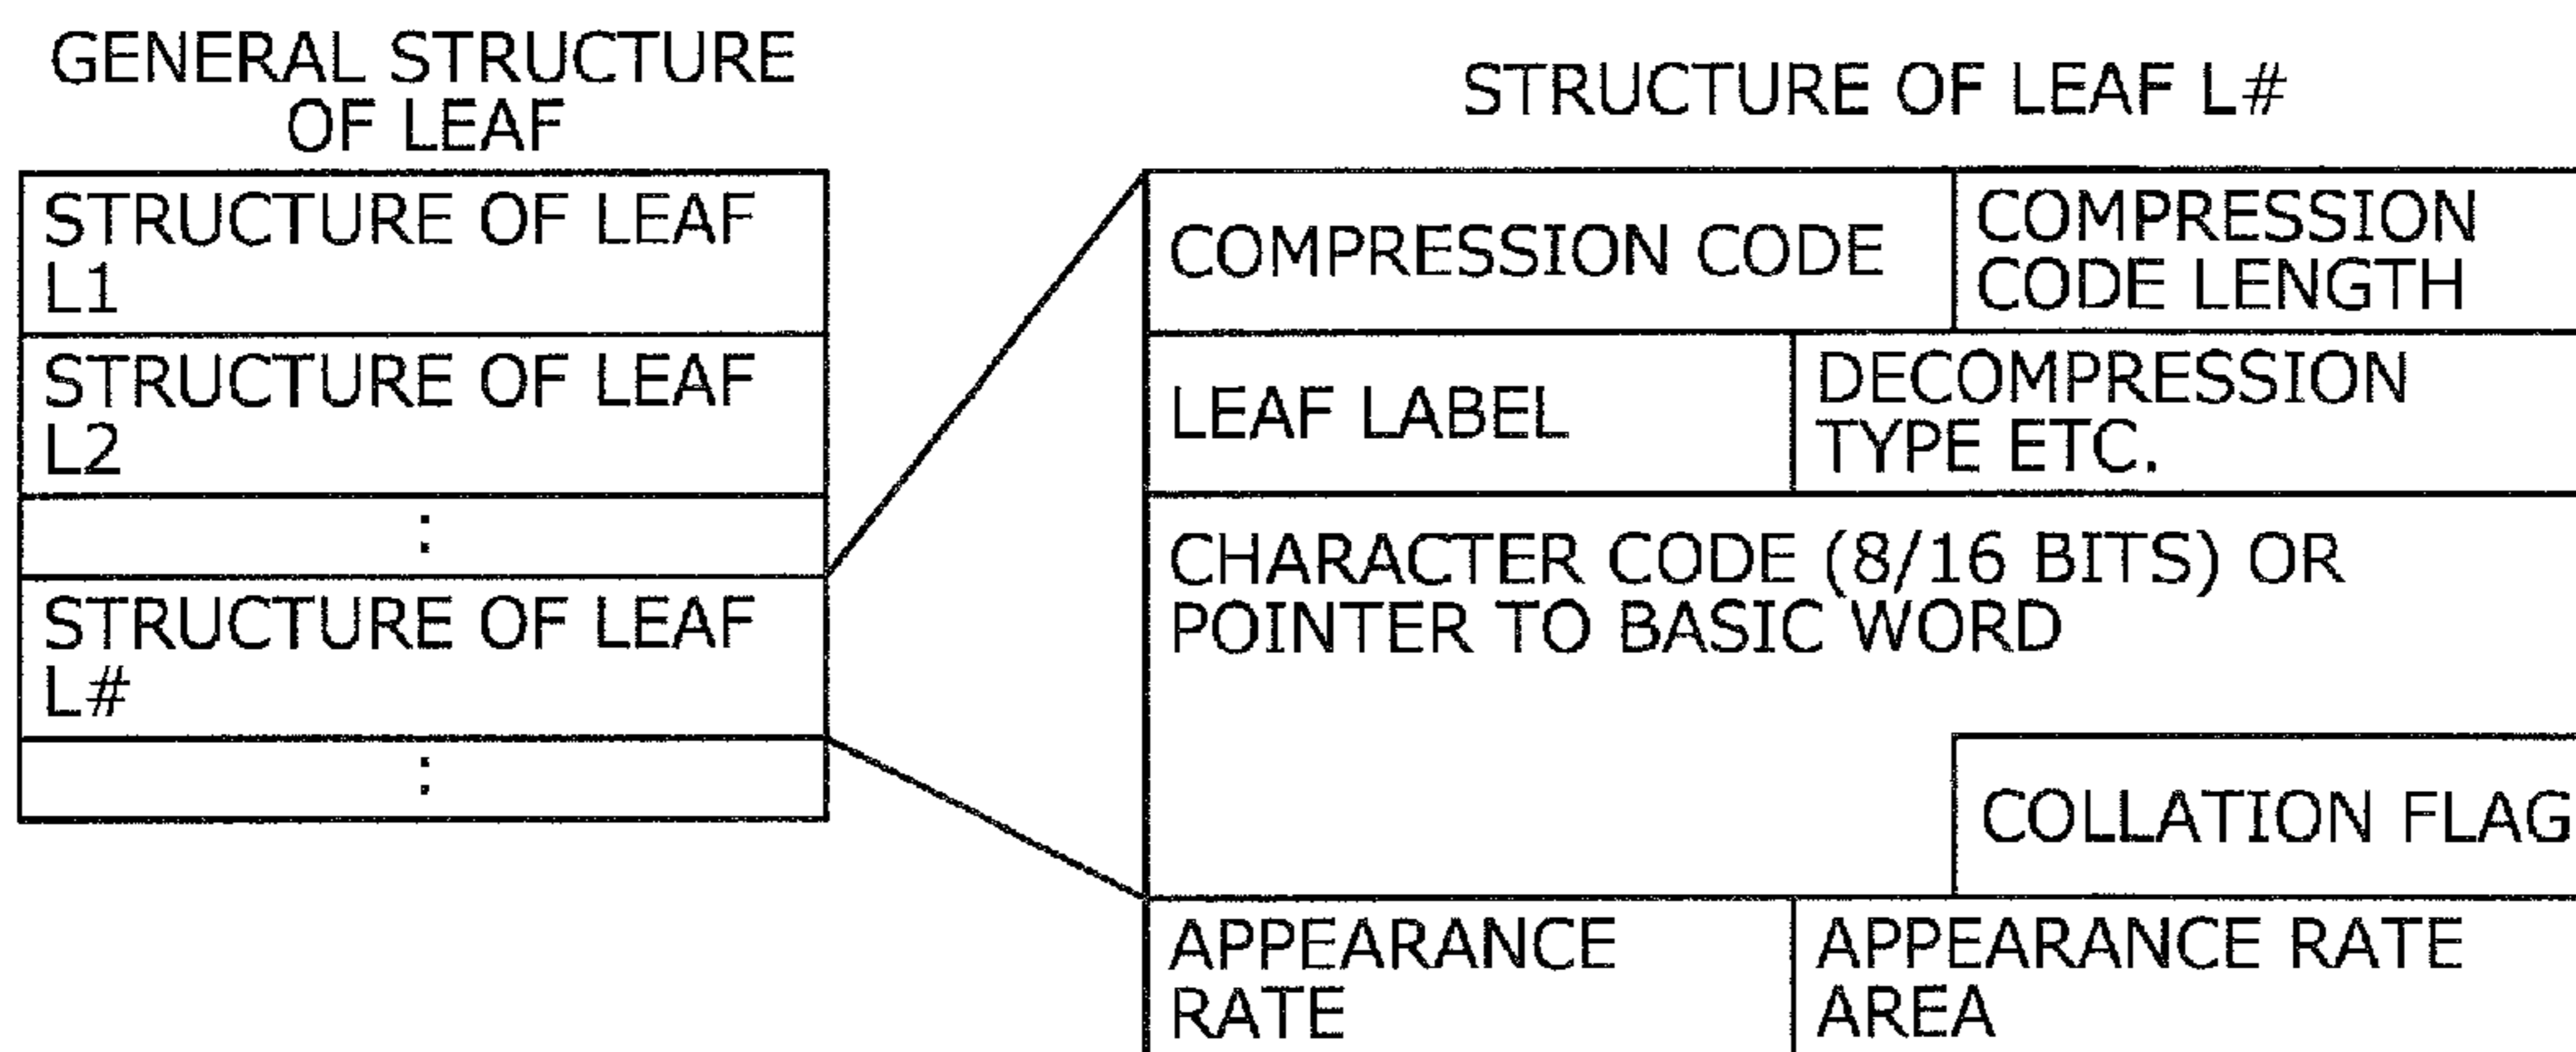 GENERAL STRUCTURE
OF LEAF
STRUCTURE OF LEAF
L1
STRUCTURE OF LEAF
L2
:
STRUCTURE OF LEAF
L#
:
STRUCTURE OF LEAF L#
COMPRESSION CODE
COMPRESSION
CODE LENGTH
LEAF LABEL
DECOMPRESSION
TYPE ETC.
CHARACTER CODE (8/16 BITS) OR
POINTER TO BASIC WORD
COLLATION FLAG
APPEARANCE
RATE
APPEARANCE RATE
AREA